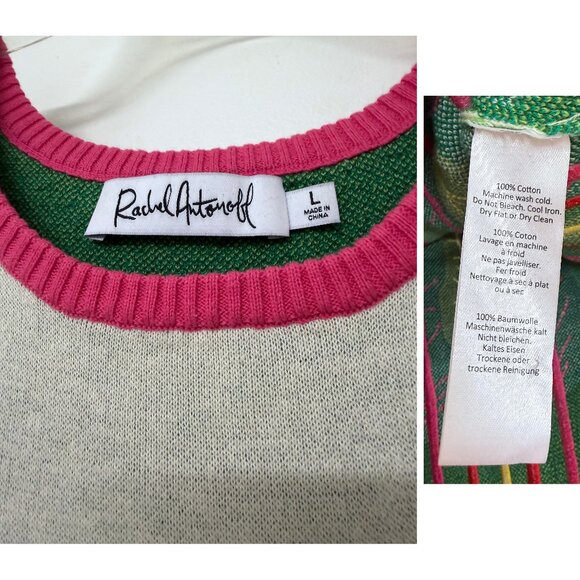 Rachel Antonoff
L
MADE IN
CHINA
100% Cotton
Machine wash cold.
Do Not Bleach. Cool Iron.
Dry Flat or Dry Clean
100% Coton
Lavage en machine
à froid
Ne pas javelliser.
Fer froid
Nettoyage à sec à plat
ou à sec
100% Baumwolle
Maschinenwäsche kalt
Nicht bleichen.
Kaltes Eisen
Trockene oder
trockene Reinigung